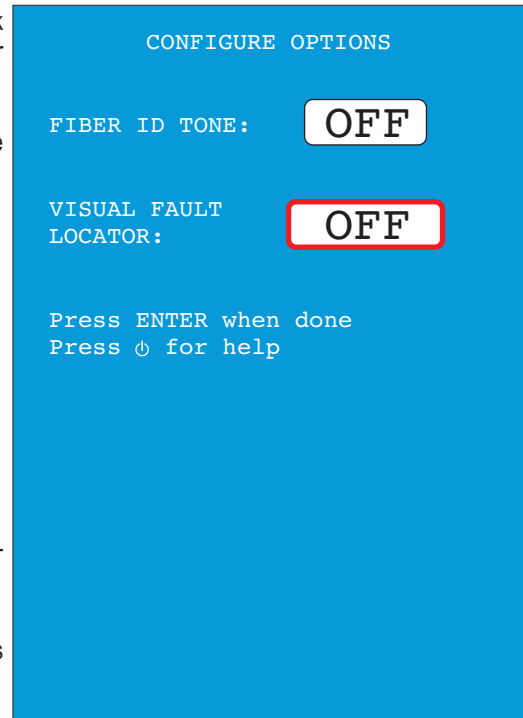 CONFIGURE OPTIONS
FIBER ID TONE: OFF
VISUAL FAULT
LOCATOR: OFF
Press ENTER when done
Press ⏻ for help